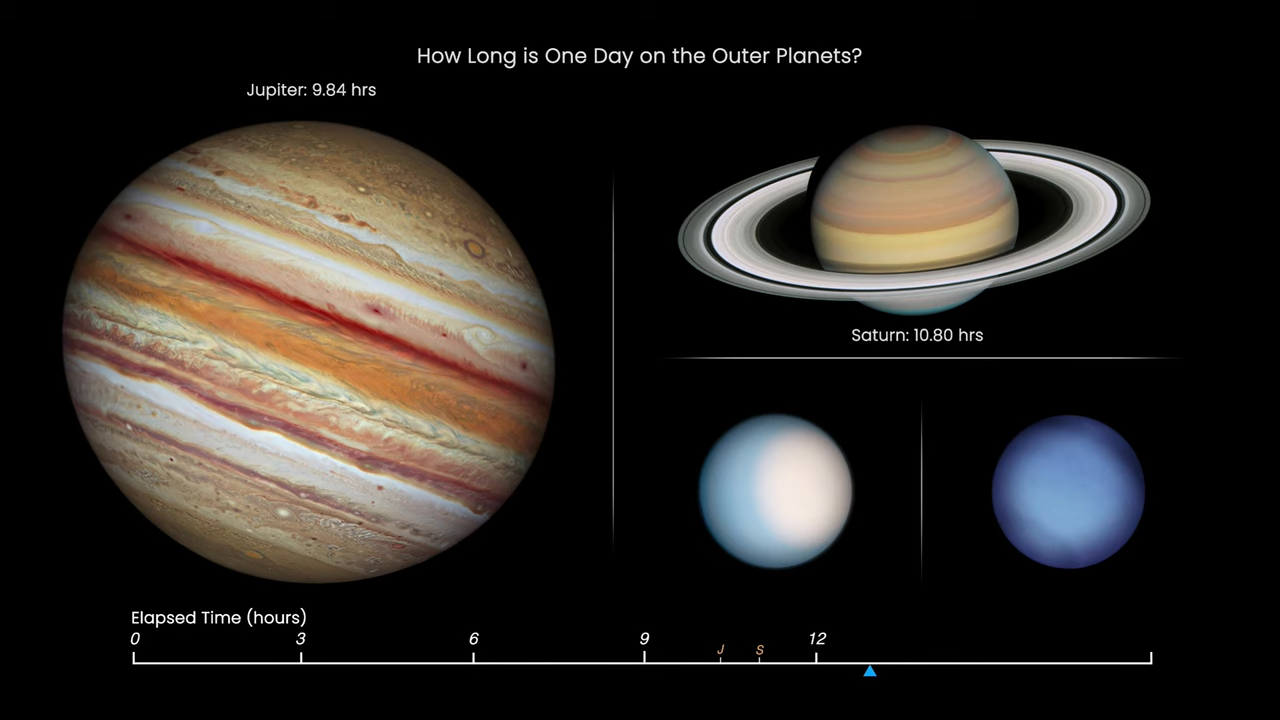 How Long is One Day on the Outer Planets?
Jupiter: 9.84 hrs
Saturn: 10.80 hrs
Elapsed Time (hours)
0 3 6 9 J S 12